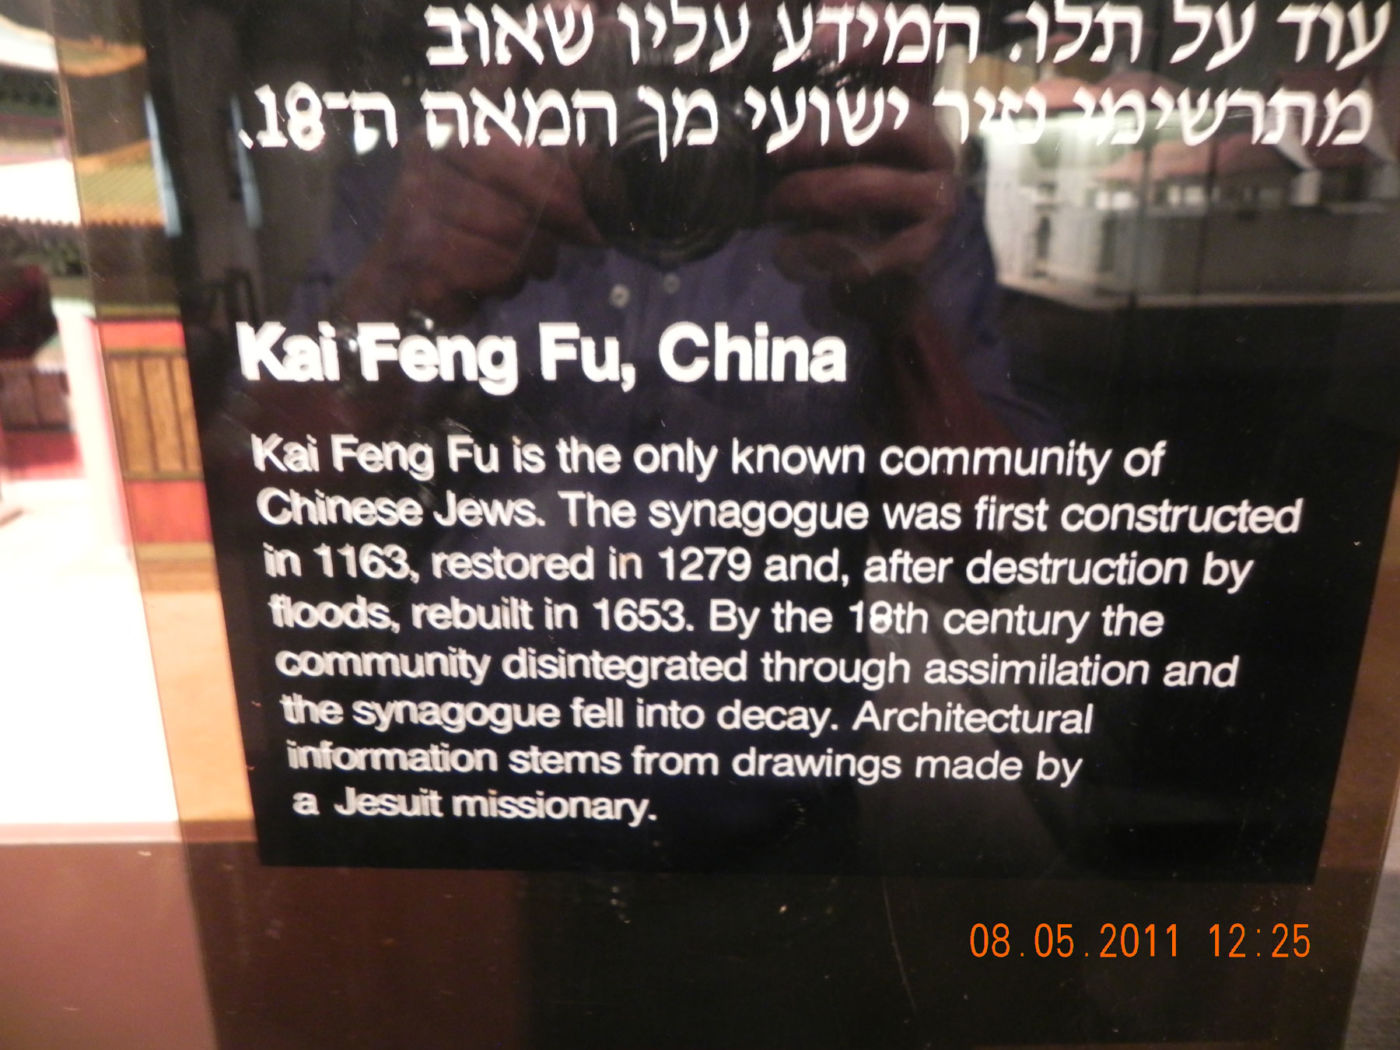 עוד על תלו. המידע עליו שאוב
מתרשימי נזיר ישועי מן המאה ה־18.
Kai Feng Fu, China
Kai Feng Fu is the only known community of
Chinese Jews. The synagogue was first constructed
in 1163, restored in 1279 and, after destruction by
floods, rebuilt in 1653. By the 18th century the
community disintegrated through assimilation and
the synagogue fell into decay. Architectural
information stems from drawings made by
a Jesuit missionary.
08.05.2011 12:25